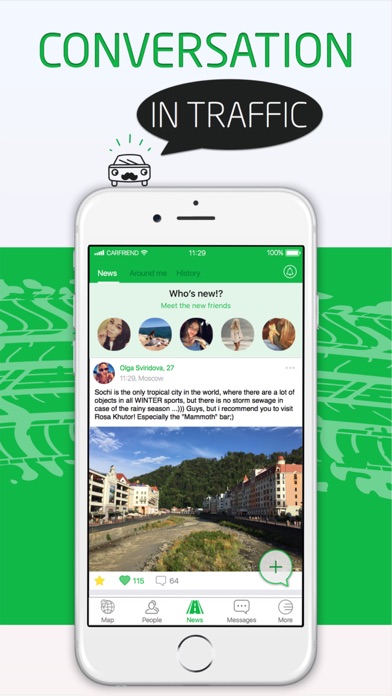 CONVERSATION
IN TRAFFIC
CARFRIEND
11:29
100%
News Around me History
Who's new!?
Meet the new friends
Olga Sviridova, 27
11:29, Moscow
Sochi is the only tropical city in the world, where there are a lot of
objects in all WINTER sports, but there is no storm sewage in
case of the rainy season ...))) Guys, but i recommend you to visit
Rosa Khutor! Especially the "Mammoth" bar;)
115 64
Map People News Messages More